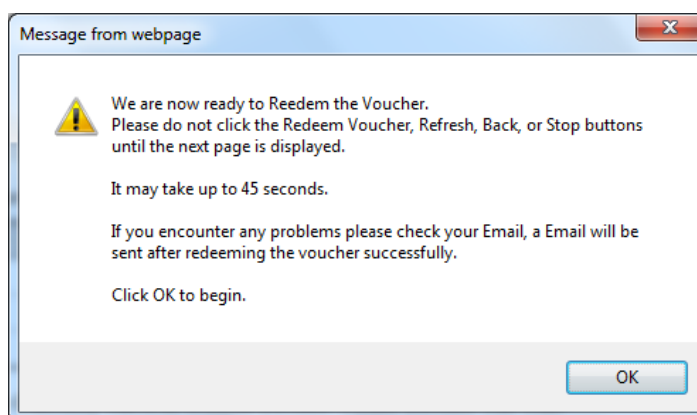 Message from webpage
We are now ready to Reedem the Voucher.
Please do not click the Redeem Voucher, Refresh, Back, or Stop buttons
until the next page is displayed.
It may take up to 45 seconds.
If you encounter any problems please check your Email, a Email will be
sent after redeeming the voucher successfully.
Click OK to begin.
OK